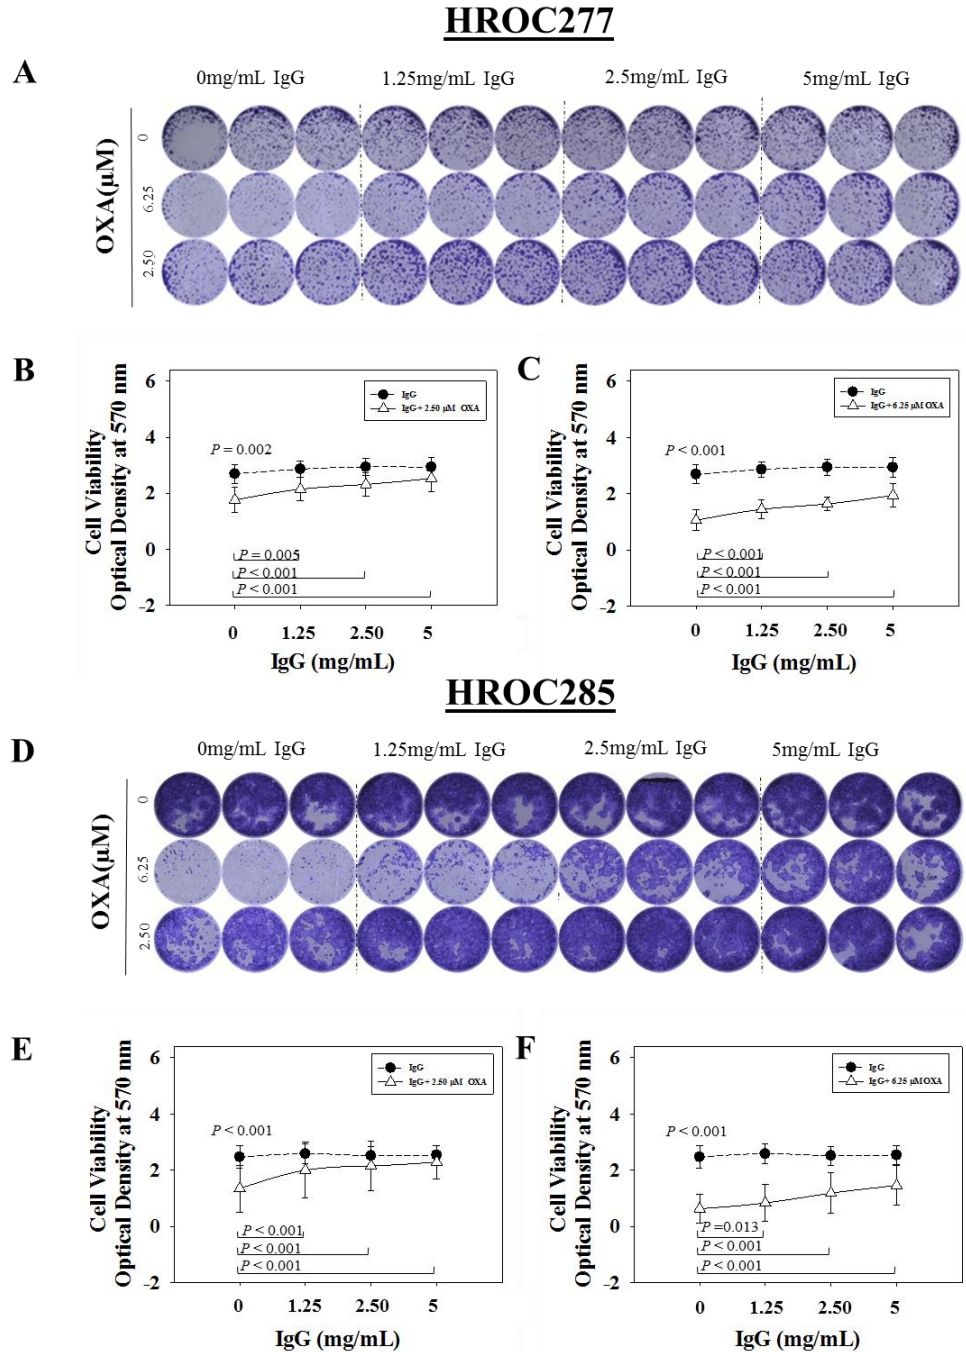 HROC277
A
0mg/mL IgG 1.25mg/mL IgG 2.5mg/mL IgG 5mg/mL IgG
OXA(μM)
0
6.25
2.50
B
Cell Viability
Optical Density at 570 nm
6
4
2
0
-2
IgG
IgG+ 2.50 μM OXA
P = 0.002
P = 0.005
P < 0.001
P < 0.001
0 1.25 2.50 5
IgG (mg/mL)
C
Cell Viability
Optical Density at 570 nm
6
4
2
0
-2
IgG
IgG+ 6.25 μM OXA
P < 0.001
P < 0.001
P < 0.001
P < 0.001
0 1.25 2.50 5
IgG (mg/mL)
HROC285
D
0mg/mL IgG 1.25mg/mL IgG 2.5mg/mL IgG 5mg/mL IgG
OXA(μM)
0
6.25
2.50
E
Cell Viability
Optical Density at 570 nm
6
4
2
0
-2
IgG
IgG+ 2.50 μM OXA
P < 0.001
P < 0.001
P < 0.001
P < 0.001
0 1.25 2.50 5
IgG (mg/mL)
F
Cell Viability
Optical Density at 570 nm
6
4
2
0
-2
IgG
IgG+ 6.25 μM OXA
P < 0.001
P =0.013
P < 0.001
P < 0.001
0 1.25 2.50 5
IgG (mg/mL)